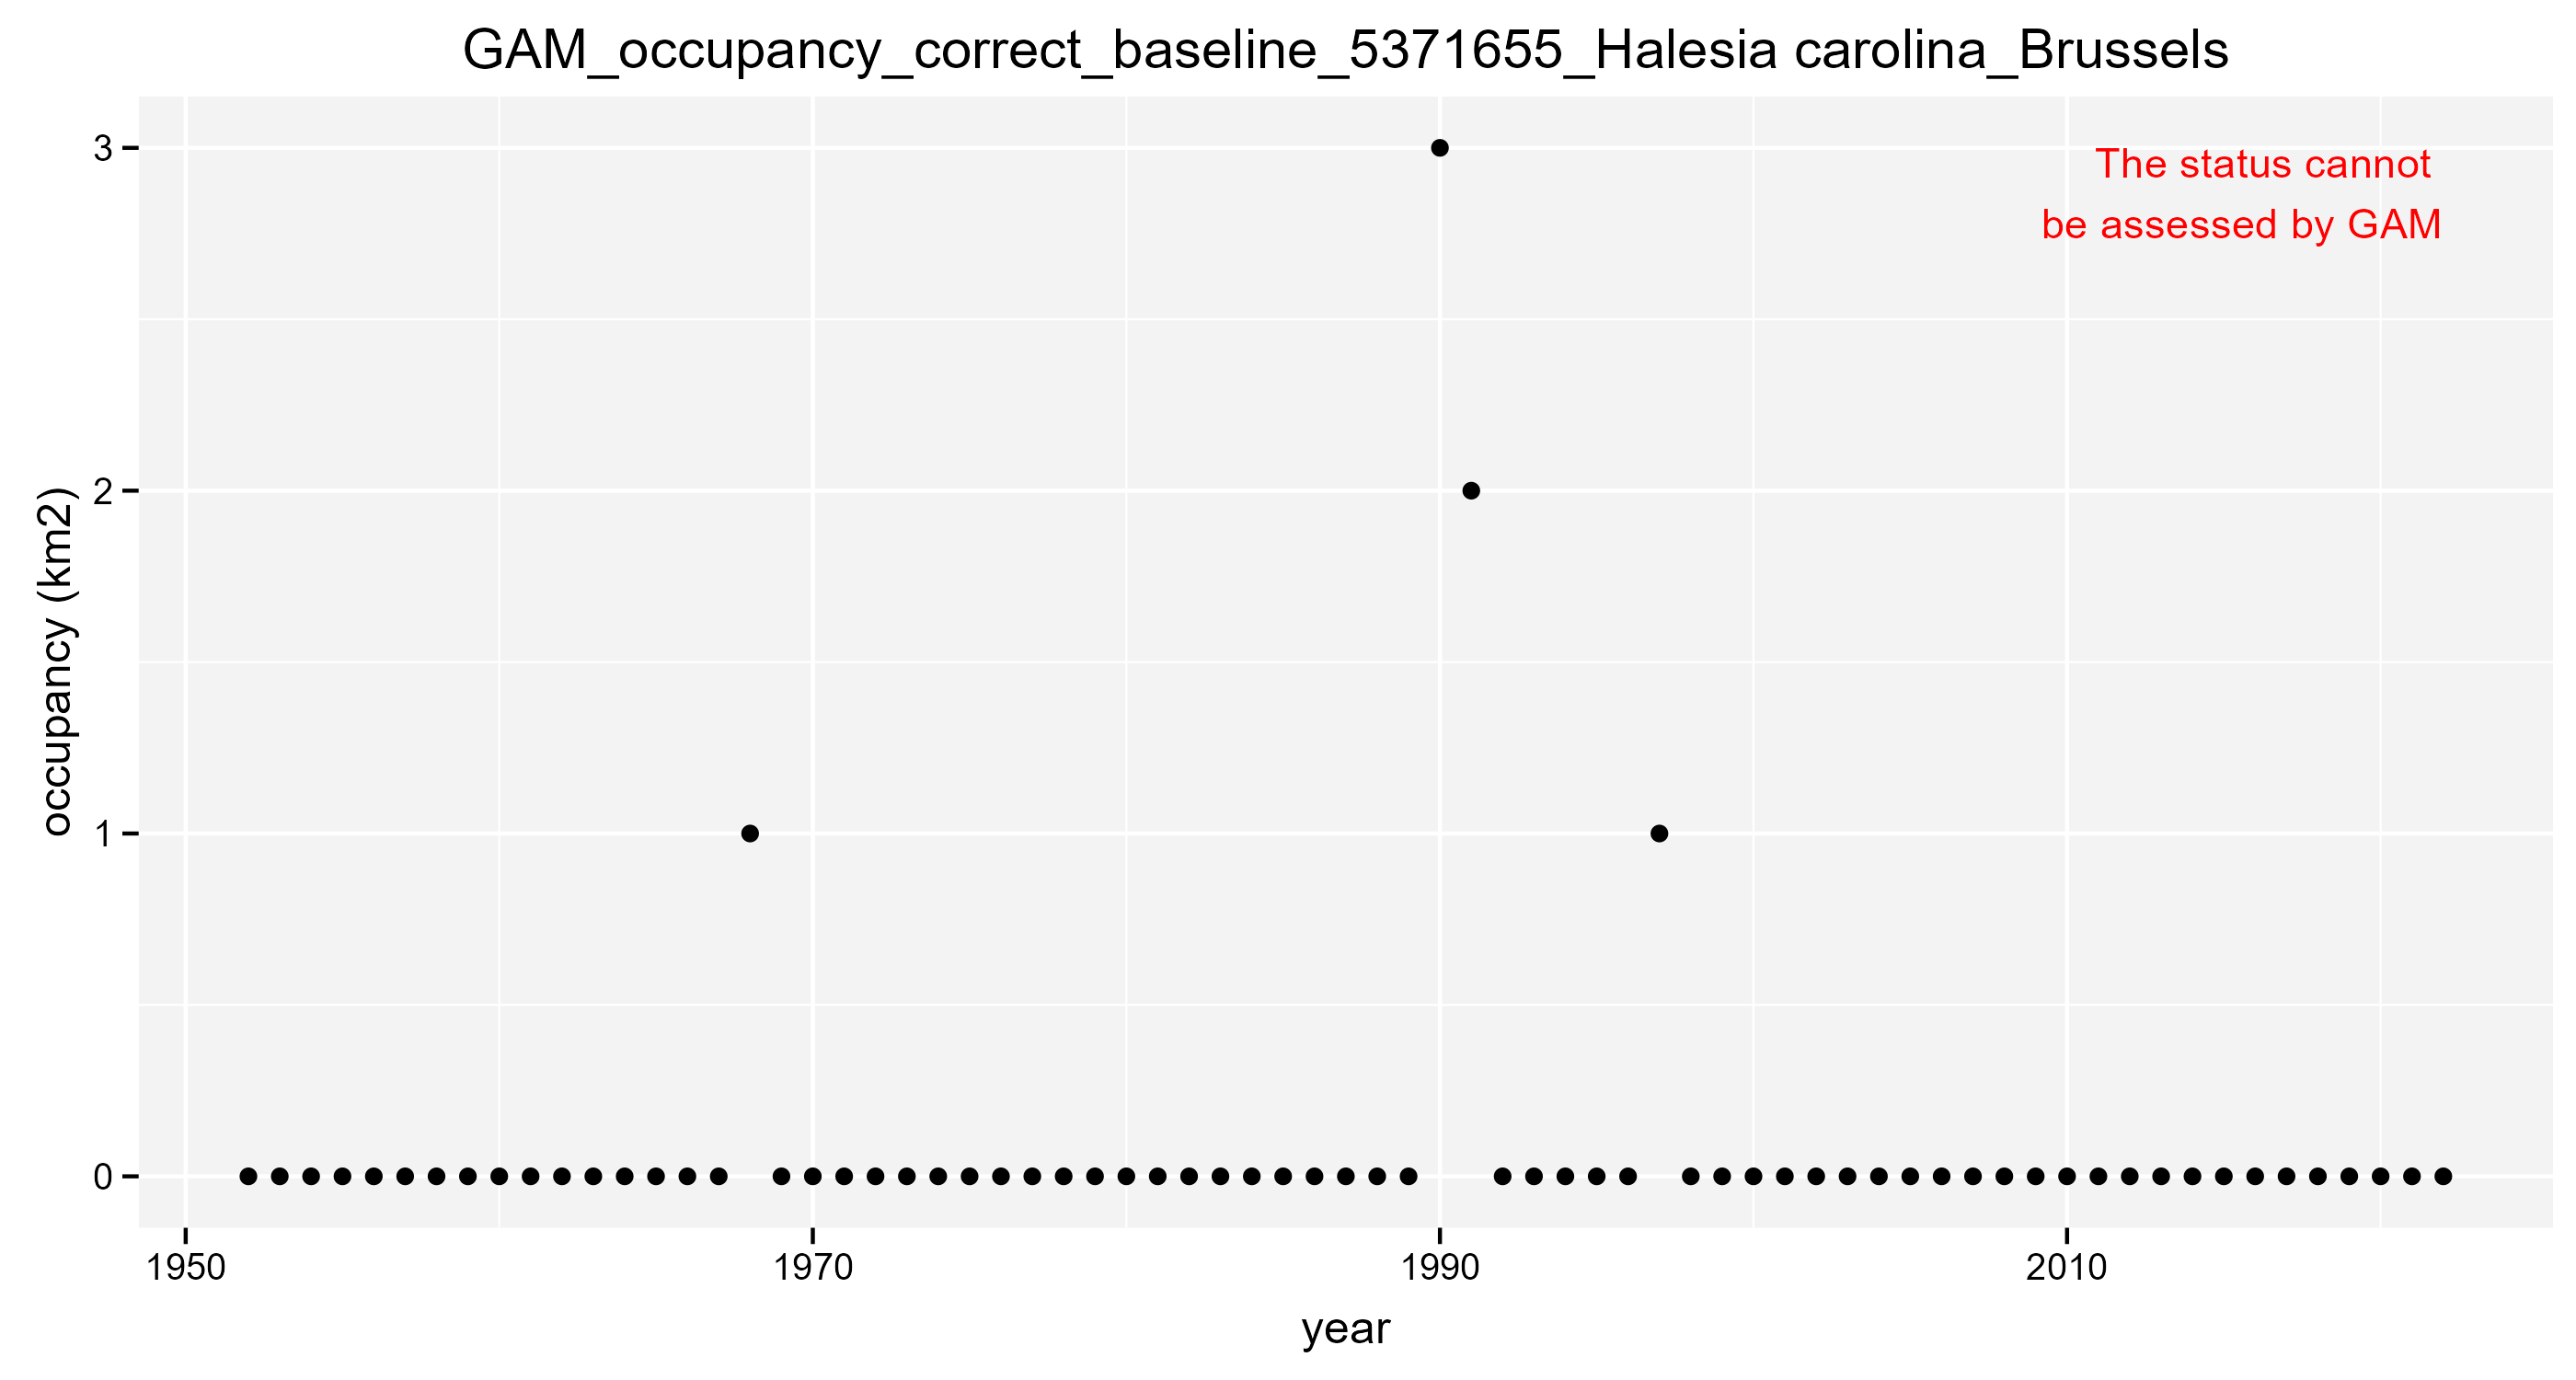 GAM_occupancy_correct_baseline_5371655_Halesia carolina_Brussels
3
The status cannot
be assessed by GAM
2
occupancy (km2)
1
0
1950 1970 1990 2010
year